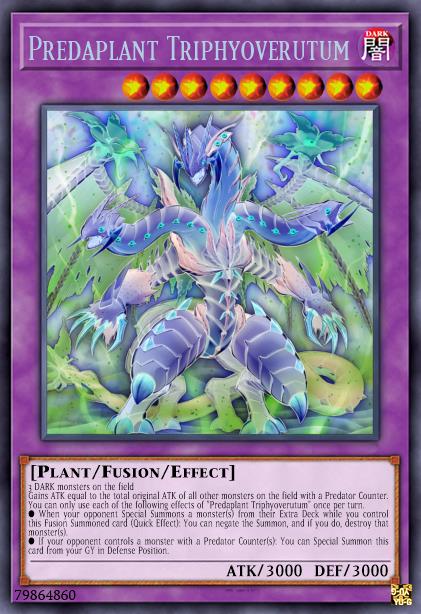 PREDAPLANT TRIPHYOVERUTUM
DARK
闇
[PLANT/FUSION/EFFECT]
3 DARK monsters on the field
Gains ATK equal to the total original ATK of all other monsters on the field with a Predator Counter.
You can only use each of the following effects of "Predaplant Triphyoverutum" once per turn.
● When your opponent Special Summons a monster(s) from their Extra Deck while you control
this Fusion Summoned card (Quick Effect): You can negate the Summon, and if you do, destroy that
monster(s).
● If your opponent controls a monster with a Predator Counter(s): You can Special Summon this
card from your GY in Defense Position.
ATK/3000 DEF/3000
79864860